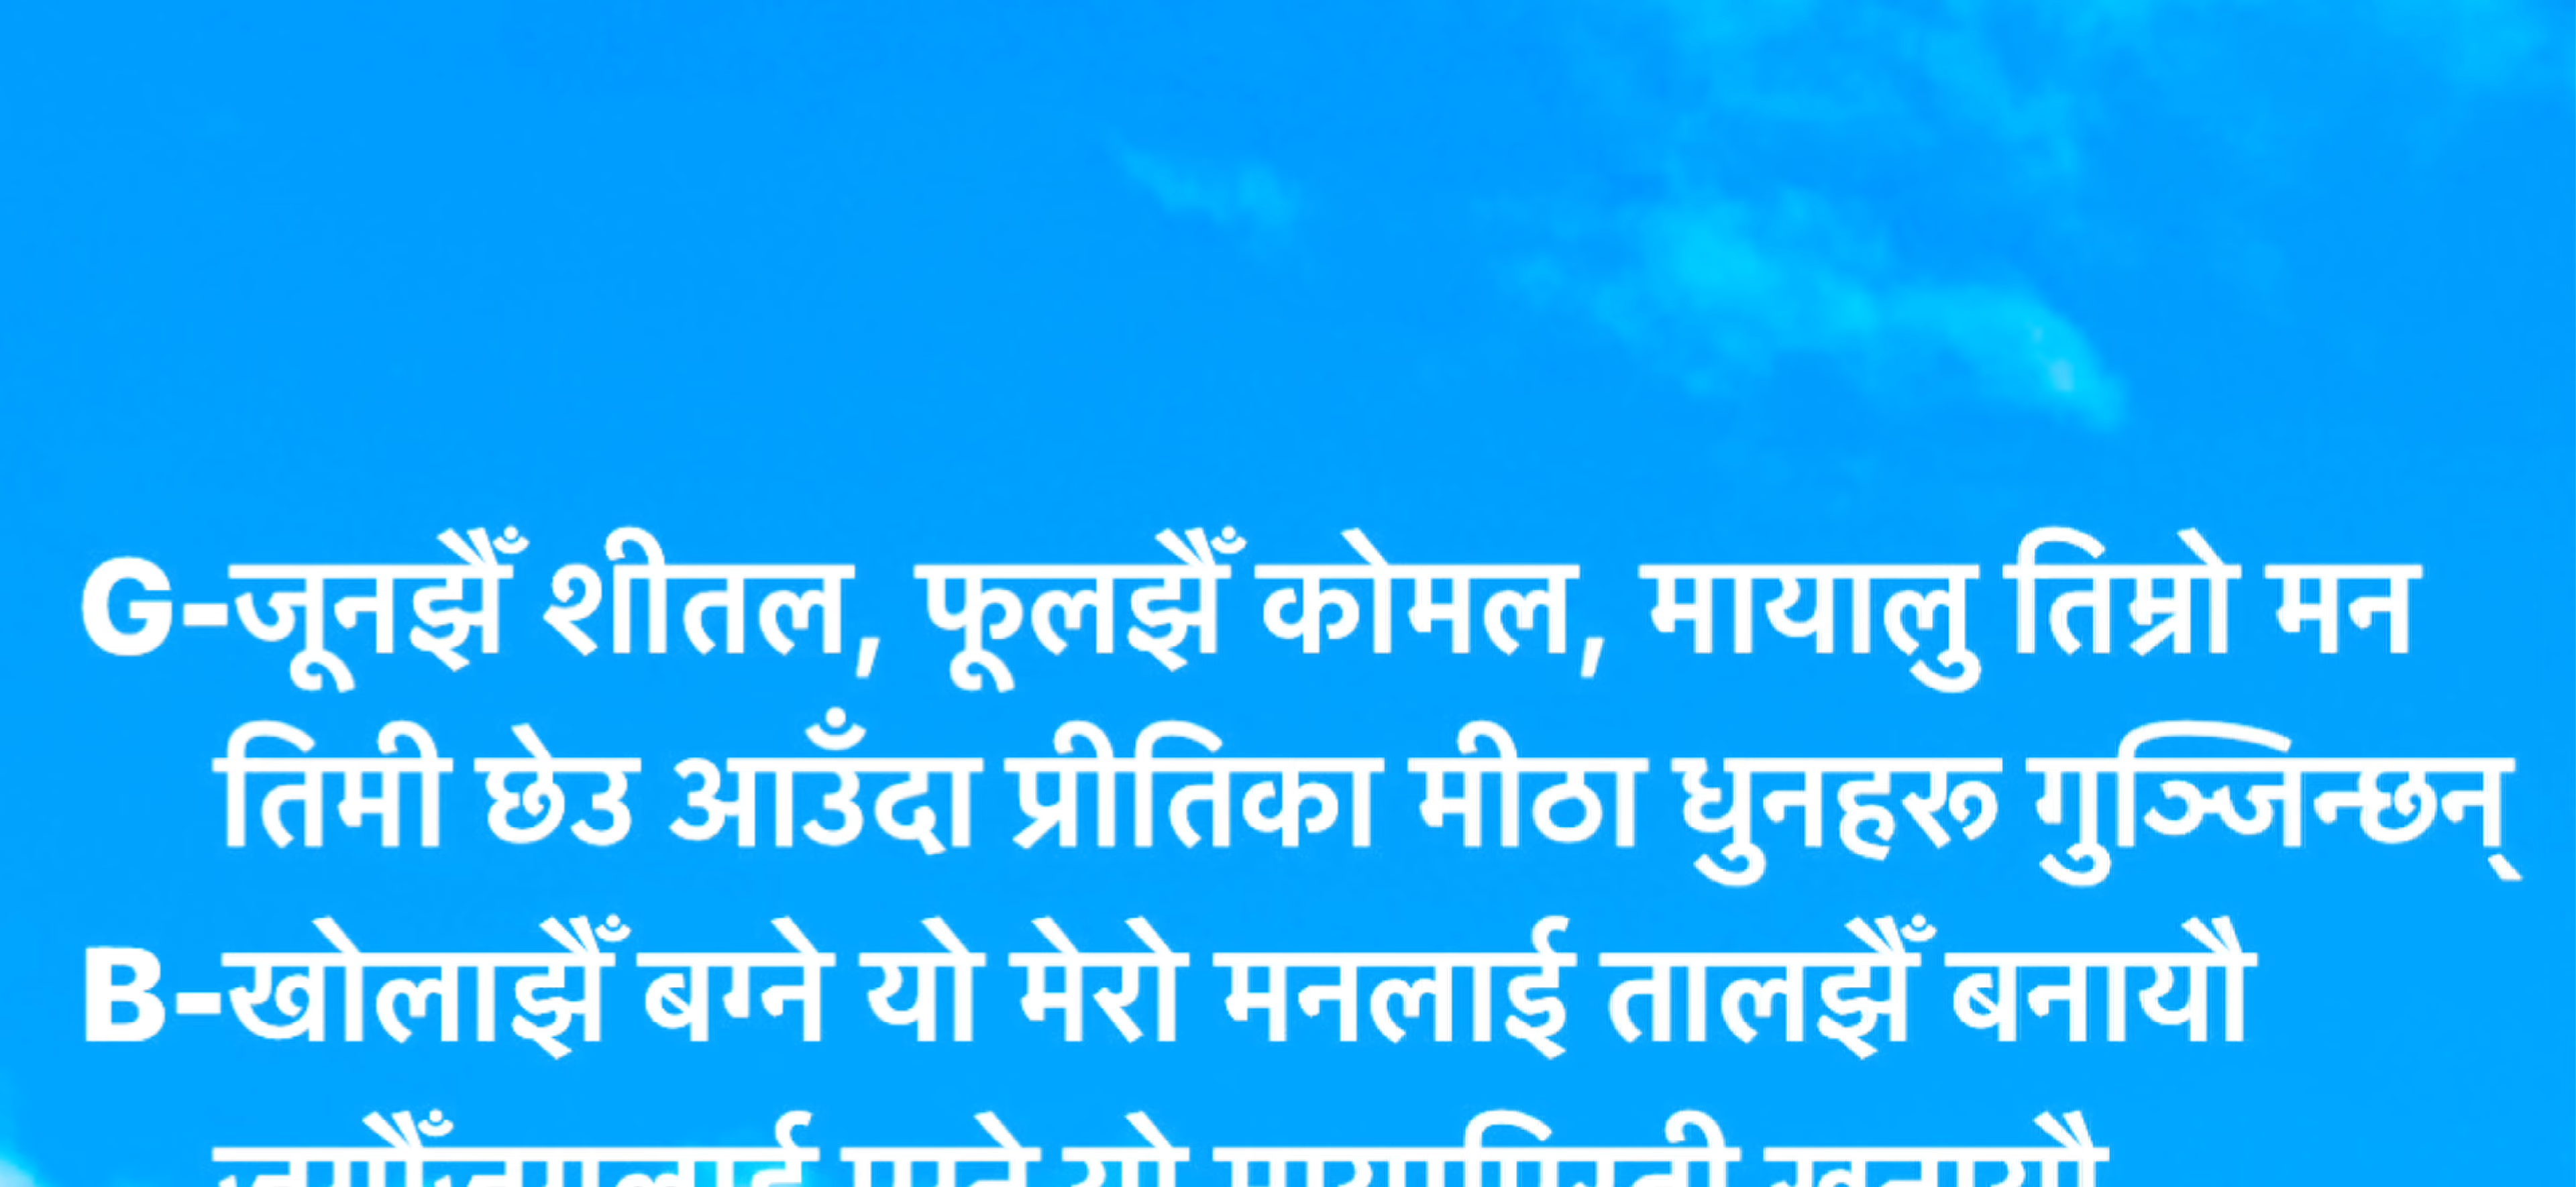 G-जूनझैँ शीतल, फूलझैँ कोमल, मायालु तिम्रो मन
तिमी छेउ आउँदा प्रीतिका मीठा धुनहरू गुञ्जिन्छन्
B-खोलाझैँ बग्ने यो मेरो मनलाई तालझैँ बनायौ